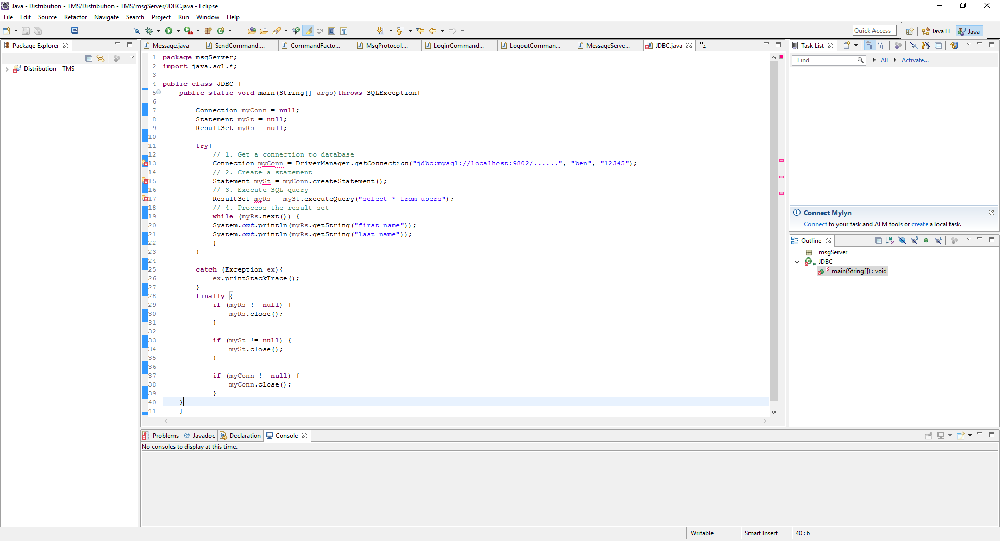 Java - Distribution - TMS/Distribution - TMS/msgServer/JDBC.java - Eclipse
File Edit Source Refactor Navigate Search Project Run Window Help
Quick Access Java EE Java
Package Explorer
Distribution - TMS
Message.java SendCommand.... CommandFacto... MsgProtocol.... LoginCommand... LogoutComman... MessageServe... JDBC.java »4
1 package msgServer;
2 import java.sql.*;
3
4 public class JDBC {
5 public static void main(String[] args)throws SQLException{
6
7 Connection myConn = null;
8 Statement mySt = null;
9 ResultSet myRs = null;
10
11 try{
12 // 1. Get a connection to database
13 Connection myConn = DriverManager.getConnection("jdbc:mysql://localhost:9802/......", "ben", "12345");
14 // 2. Create a statement
15 Statement mySt = myConn.createStatement();
16 // 3. Execute SQL query
17 ResultSet myRs = mySt.executeQuery("select * from users");
18 // 4. Process the result set
19 while (myRs.next()) {
20 System.out.println(myRs.getString("first_name"));
21 System.out.println(myRs.getString("last_name"));
22 }
23 }
24
25 catch (Exception ex){
26 ex.printStackTrace();
27 }
28 finally {
29 if (myRs != null) {
30 myRs.close();
31 }
32
33 if (mySt != null) {
34 mySt.close();
35 }
36
37 if (myConn != null) {
38 myConn.close();
39 }
40 }
41 }
Task List
Find All Activate...
Connect Mylyn
Connect to your task and ALM tools or create a local task.
Outline
msgServer
JDBC
main(String[]) : void
Problems @ Javadoc Declaration Console
No consoles to display at this time.
Writable Smart Insert 40 : 6